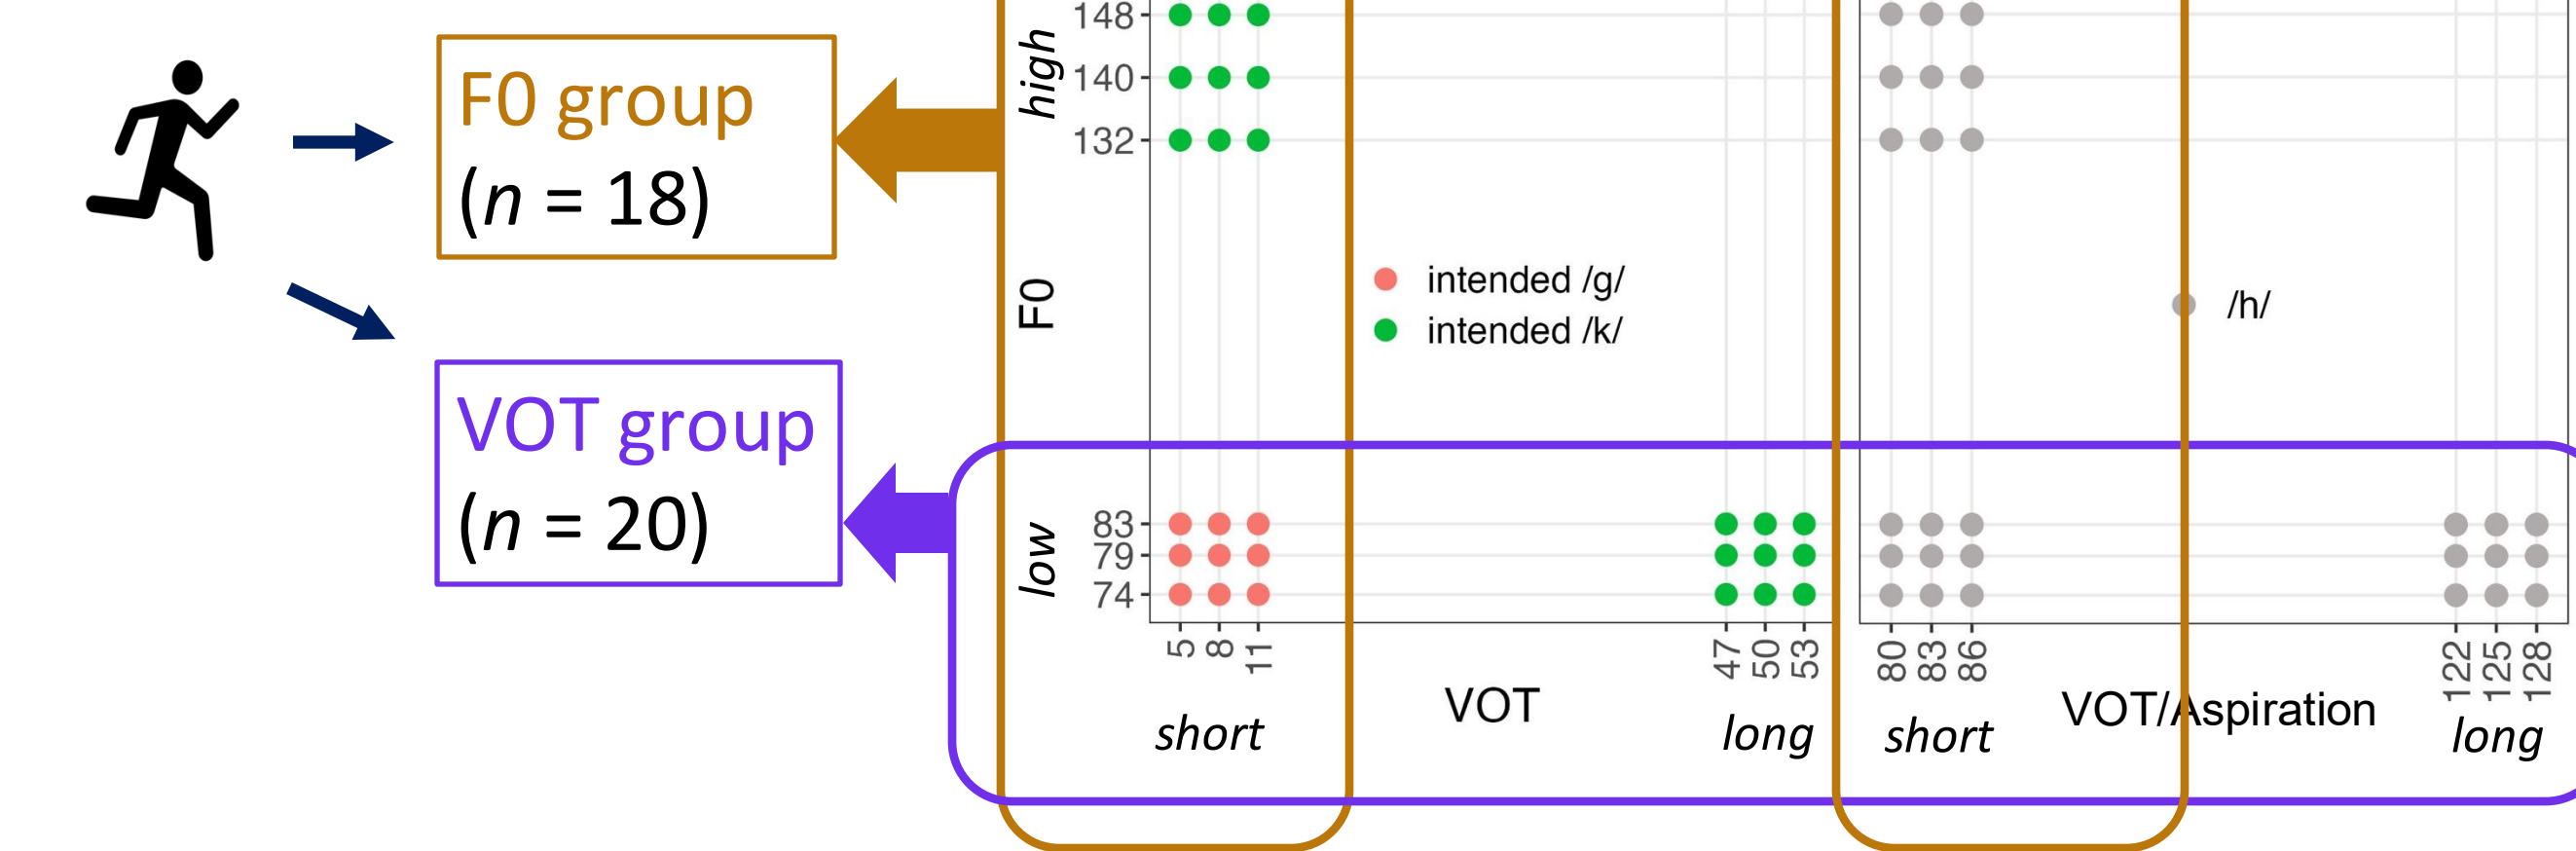 F0 group
(n = 18)
VOT group
(n = 20)
high
148
140
132
F0
intended /g/
intended /k/
/h/
low
83
79
74
5
8
11
47
50
53
80
83
86
122
125
128
VOT
VOT/Aspiration
short
long
short
long